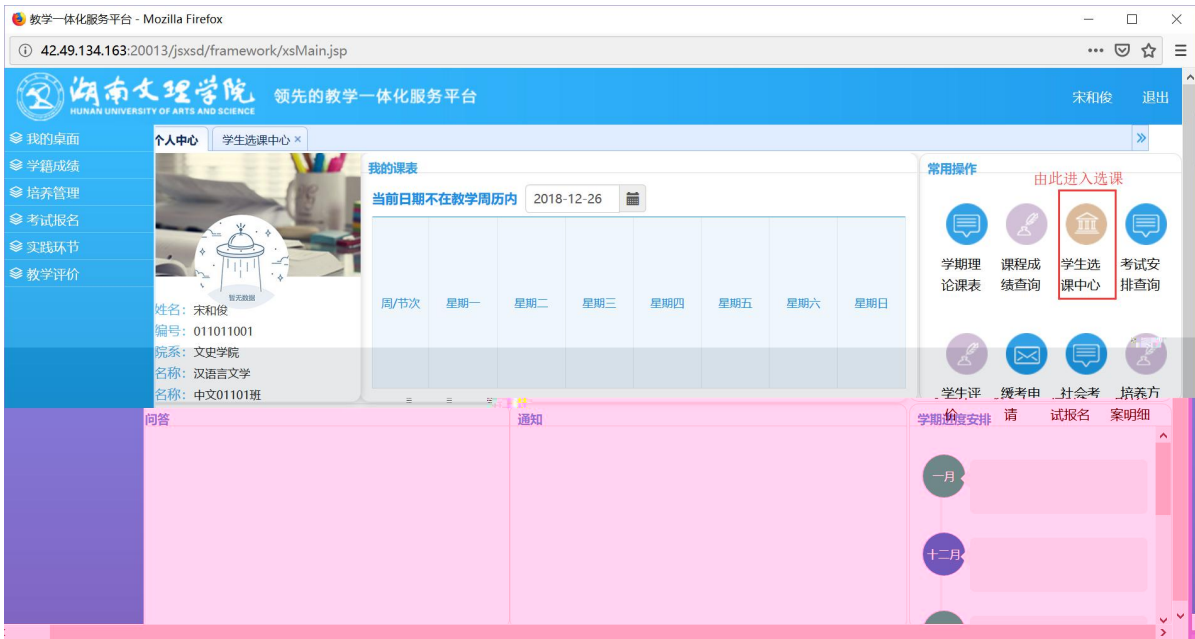 教学一体化服务平台 - Mozilla Firefox
42.49.134.163:20013/jsxsd/framework/xsMain.jsp
湖南文理学院
HUNAN UNIVERSITY OF ARTS AND SCIENCE
领先的教学一体化服务平台
宋和俊 退出
我的桌面
学籍成绩
培养管理
考试报名
实践环节
教学评价
个人中心 学生选课中心 ×
暂无数据
姓名：宋和俊
编号：011011001
院系：文史学院
名称：汉语言文学
名称：中文01101班
我的课表
当前日期不在教学周历内 2018-12-26
周/节次 星期一 星期二 星期三 星期四 星期五 星期六 星期日
常用操作
由此进入选课
学期理论课表
课程成绩查询
学生选课中心
考试安排查询
学生评价
缓考申请
社会考试报名
培养方案明细
问答
通知
学期进度安排
一月
十二月